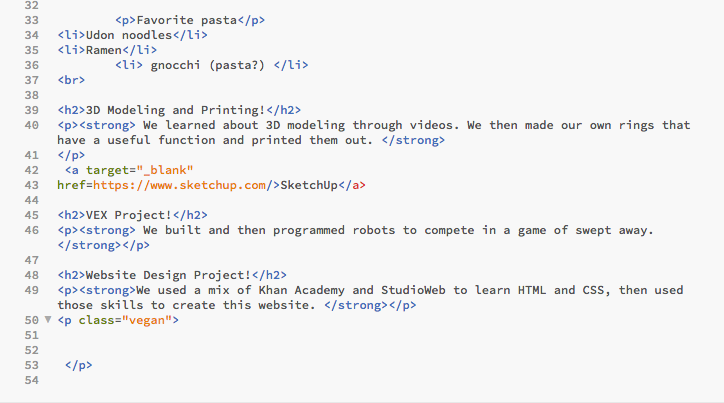 32
33 <p>Favorite pasta</p>
34 <li>Udon noodles</li>
35 <li>Ramen</li>
36 <li> gnocchi (pasta?) </li>
37 <br>
38
39 <h2>3D Modeling and Printing!</h2>
40 <p><strong> We learned about 3D modeling through videos. We then made our own rings that
have a useful function and printed them out. </strong>
41 </p>
42 <a target="_blank"
43 href=https://www.sketchup.com/>SketchUp</a>
44
45 <h2>VEX Project!</h2>
46 <p><strong> We built and then programmed robots to compete in a game of swept away.
</strong></p>
47
48 <h2>Website Design Project!</h2>
49 <p><strong>We used a mix of Khan Academy and StudioWeb to learn HTML and CSS, then used
those skills to create this website. </strong></p>
50 <p class="vegan">
51
52
53 </p>
54